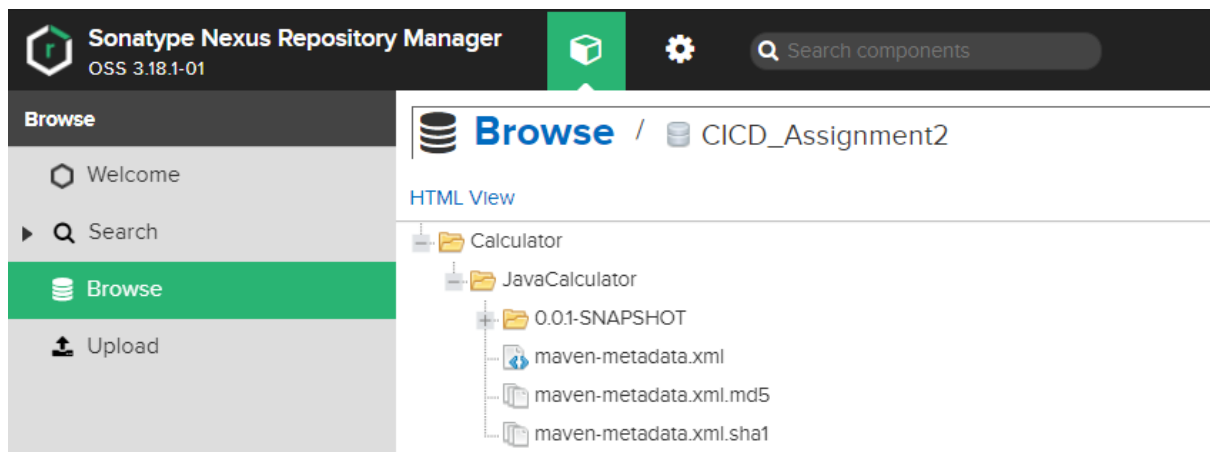 Sonatype Nexus Repository Manager
OSS 3.18.1-01
Search components
Browse
Welcome
Search
Browse
Upload
Browse / CICD_Assignment2
HTML View
Calculator
JavaCalculator
0.0.1-SNAPSHOT
maven-metadata.xml
maven-metadata.xml.md5
maven-metadata.xml.sha1